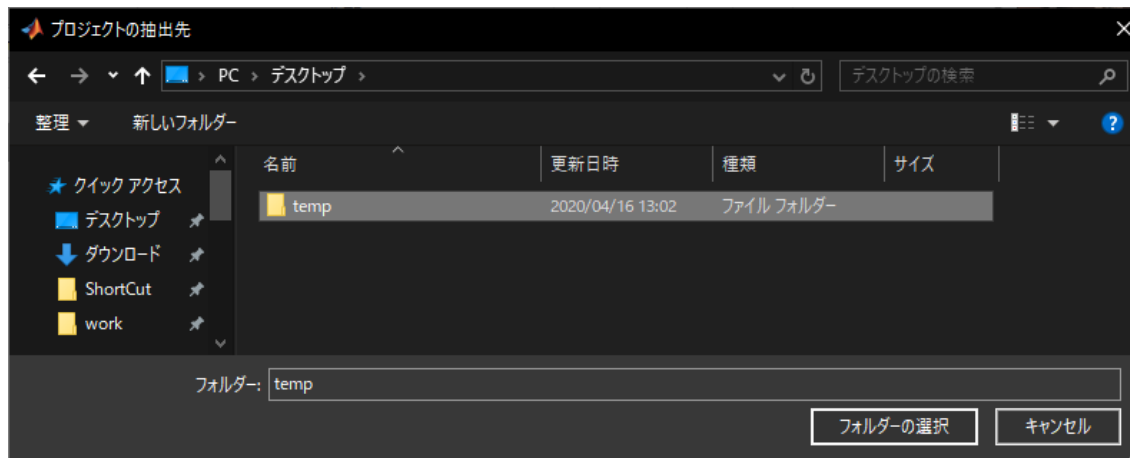 プロジェクトの抽出先
PC デスクトップ デスクトップの検索
整理 新しいフォルダー
名前 更新日時 種類 サイズ
クイック アクセス
temp 2020/04/16 13:02 ファイル フォルダー
デスクトップ
ダウンロード
ShortCut
work
フォルダー: temp
フォルダーの選択 キャンセル